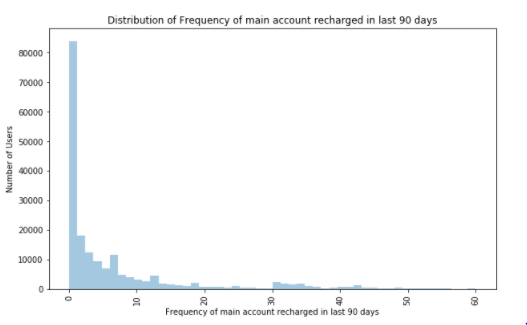 Distribution of Frequency of main account recharged in last 90 days
Number of Users
80000
70000
60000
50000
40000
30000
20000
10000
0
0 10 20 30 40 50 60
Frequency of main account recharged in last 90 days